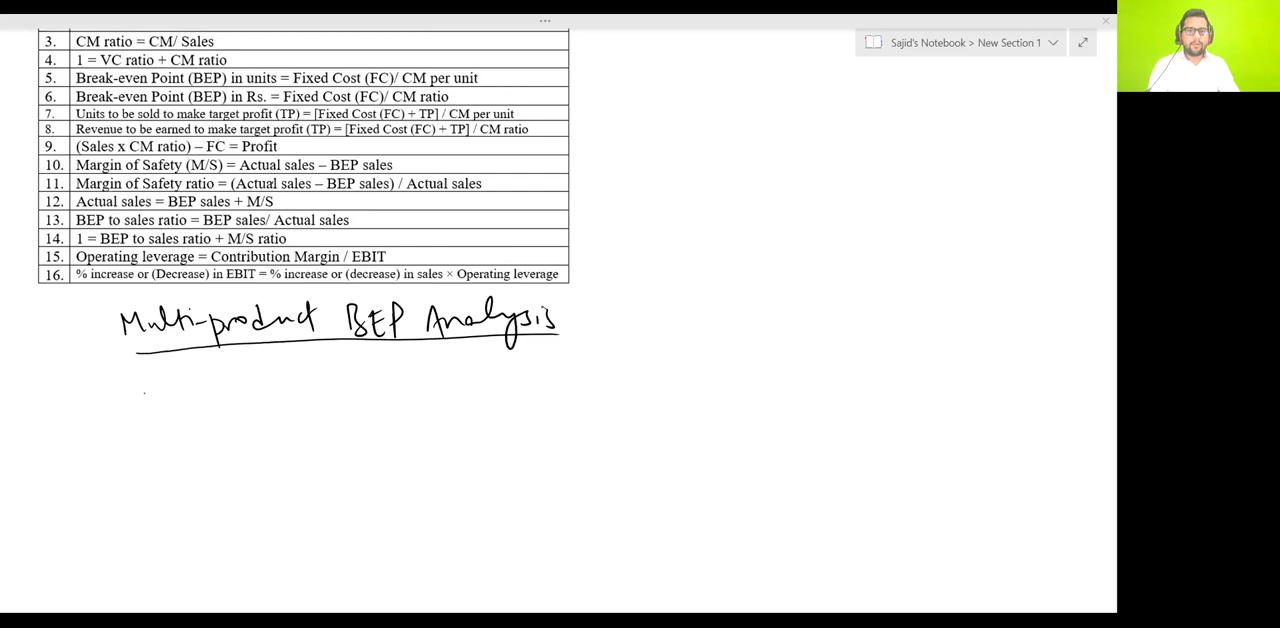 ...
Sajid's Notebook > New Section 1
3. CM ratio = CM/ Sales
4. 1 = VC ratio + CM ratio
5. Break-even Point (BEP) in units = Fixed Cost (FC)/ CM per unit
6. Break-even Point (BEP) in Rs. = Fixed Cost (FC)/ CM ratio
7. Units to be sold to make target profit (TP) = [Fixed Cost (FC) + TP] / CM per unit
8. Revenue to be earned to make target profit (TP) = [Fixed Cost (FC) + TP] / CM ratio
9. (Sales x CM ratio) – FC = Profit
10. Margin of Safety (M/S) = Actual sales – BEP sales
11. Margin of Safety ratio = (Actual sales – BEP sales) / Actual sales
12. Actual sales = BEP sales + M/S
13. BEP to sales ratio = BEP sales/ Actual sales
14. 1 = BEP to sales ratio + M/S ratio
15. Operating leverage = Contribution Margin / EBIT
16. % increase or (Decrease) in EBIT = % increase or (decrease) in sales × Operating leverage
Multi-product BEP Analysis